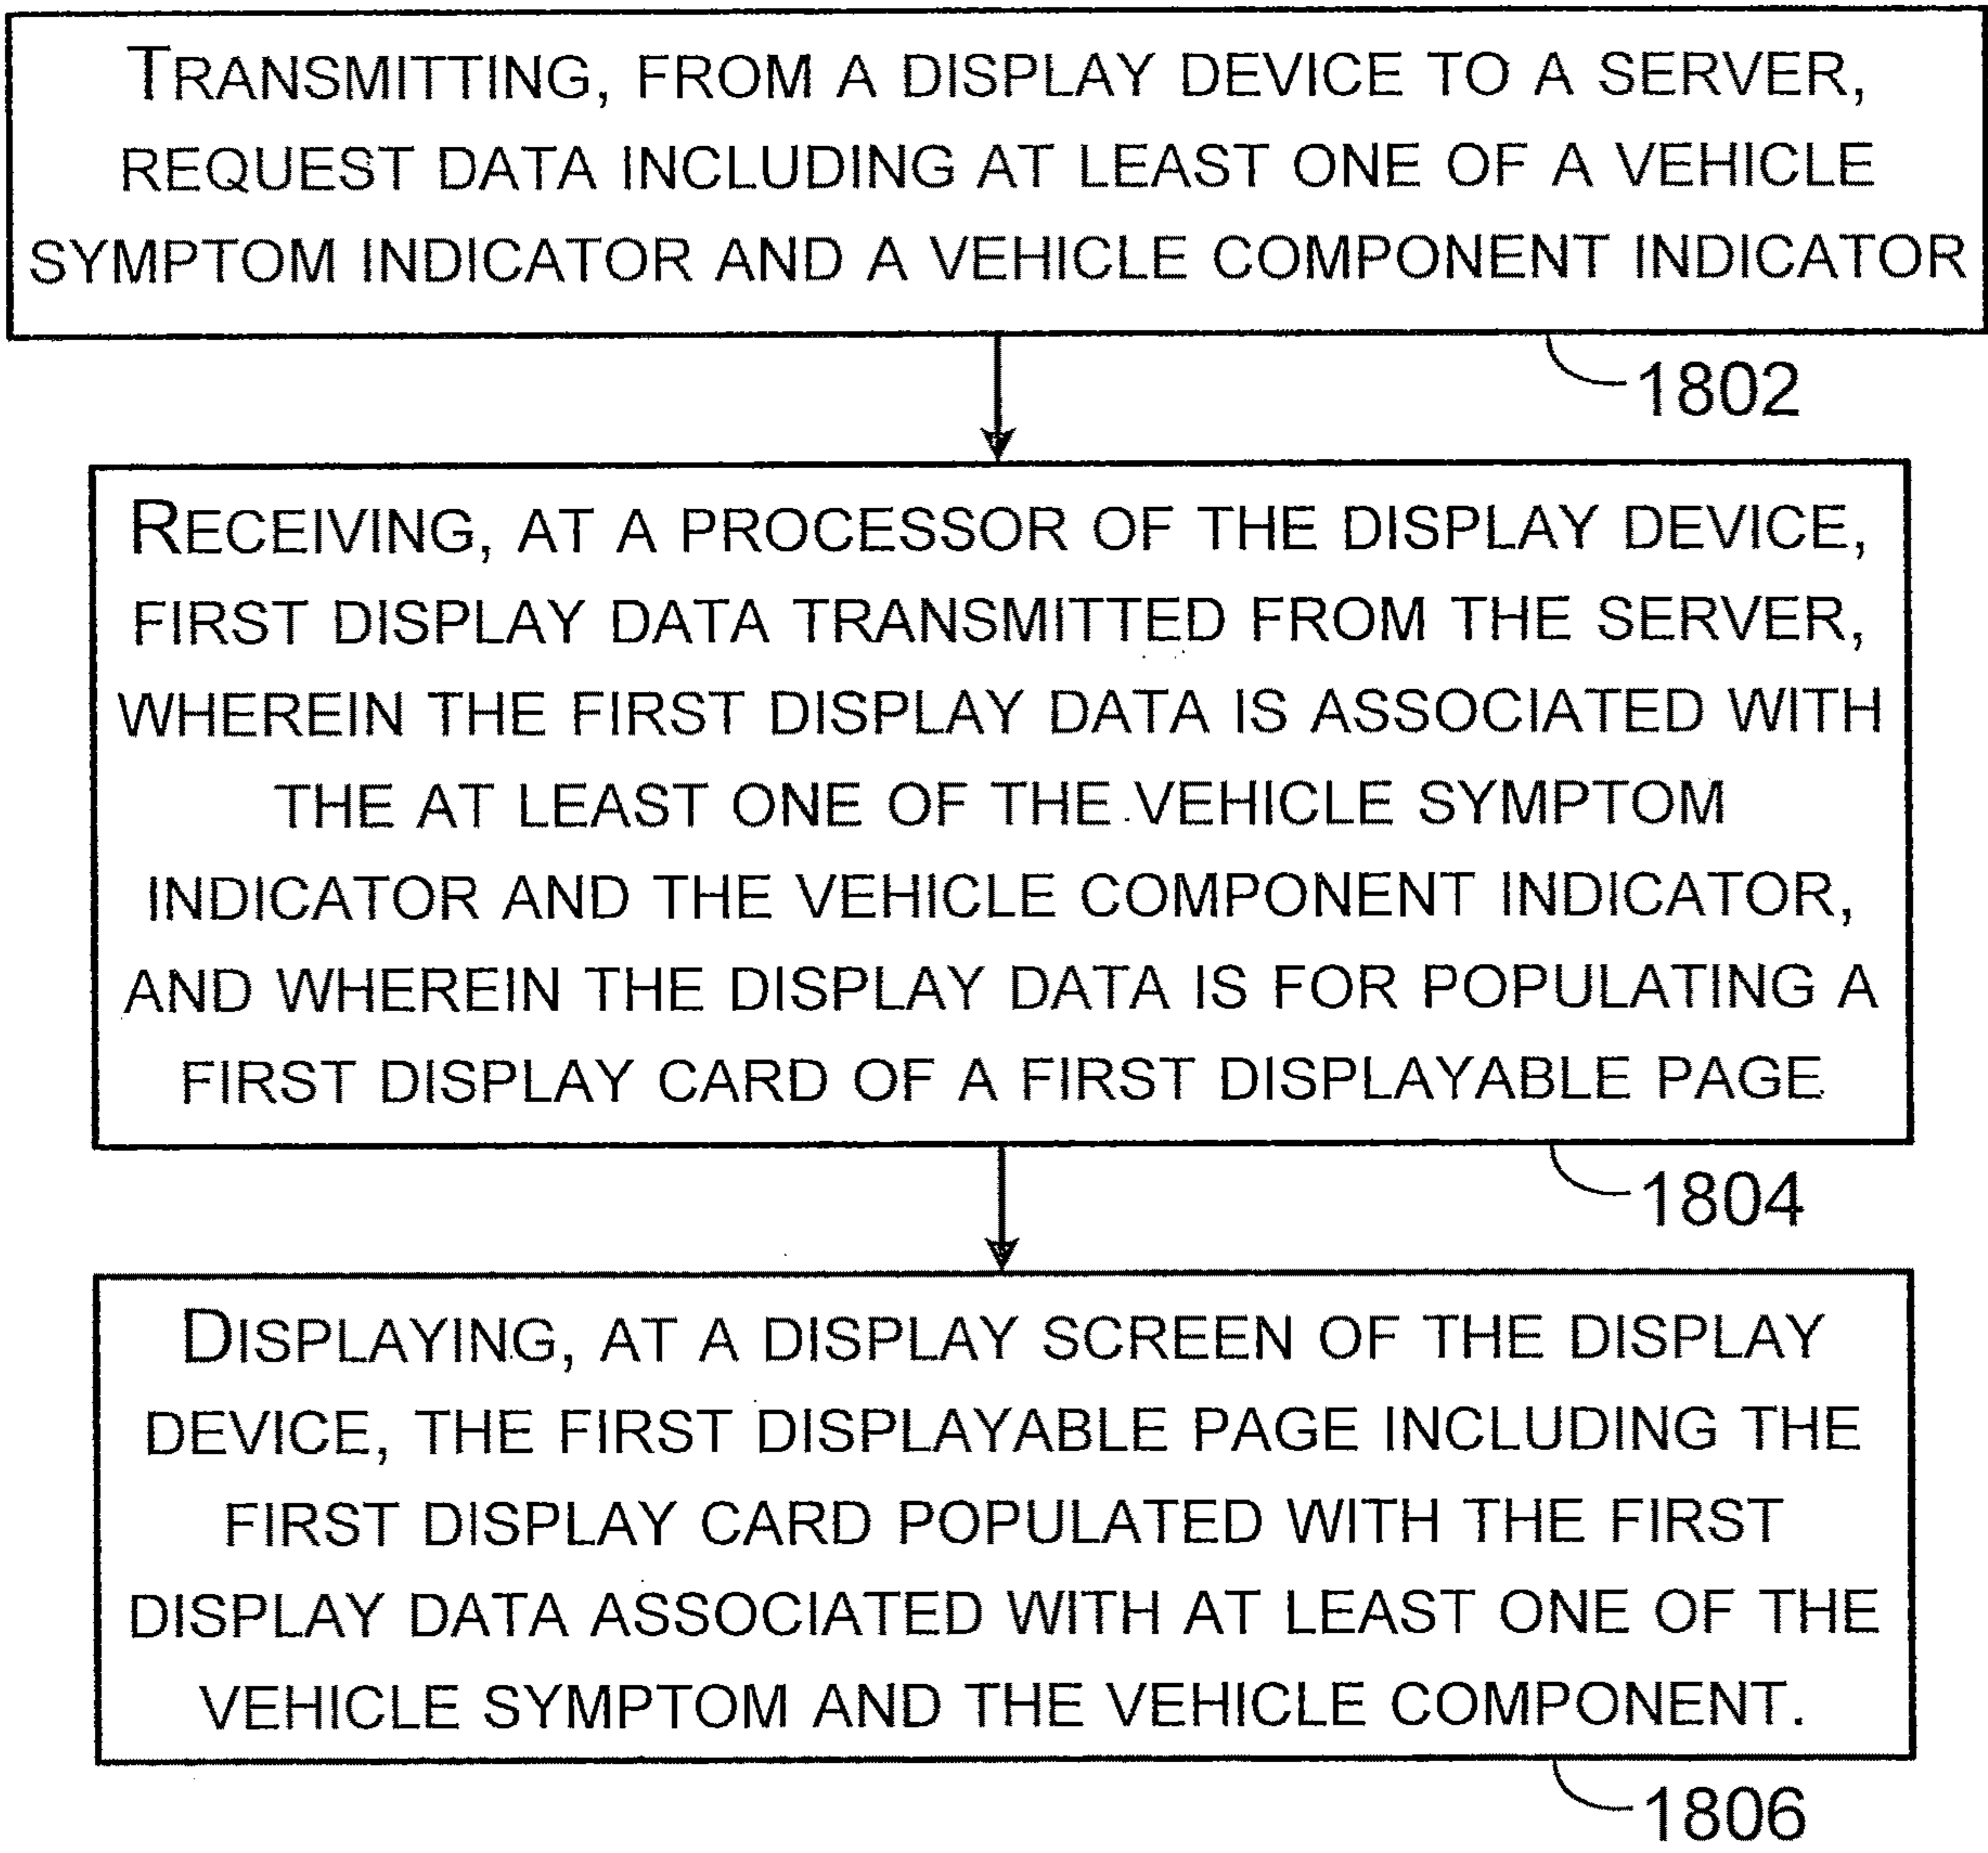 TRANSMITTING, FROM A DISPLAY DEVICE TO A SERVER,
REQUEST DATA INCLUDING AT LEAST ONE OF A VEHICLE
SYMPTOM INDICATOR AND A VEHICLE COMPONENT INDICATOR
1802
RECEIVING, AT A PROCESSOR OF THE DISPLAY DEVICE,
FIRST DISPLAY DATA TRANSMITTED FROM THE SERVER,
WHEREIN THE FIRST DISPLAY DATA IS ASSOCIATED WITH
THE AT LEAST ONE OF THE VEHICLE SYMPTOM
INDICATOR AND THE VEHICLE COMPONENT INDICATOR,
AND WHEREIN THE DISPLAY DATA IS FOR POPULATING A
FIRST DISPLAY CARD OF A FIRST DISPLAYABLE PAGE
1804
DISPLAYING, AT A DISPLAY SCREEN OF THE DISPLAY
DEVICE, THE FIRST DISPLAYABLE PAGE INCLUDING THE
FIRST DISPLAY CARD POPULATED WITH THE FIRST
DISPLAY DATA ASSOCIATED WITH AT LEAST ONE OF THE
VEHICLE SYMPTOM AND THE VEHICLE COMPONENT.
1806